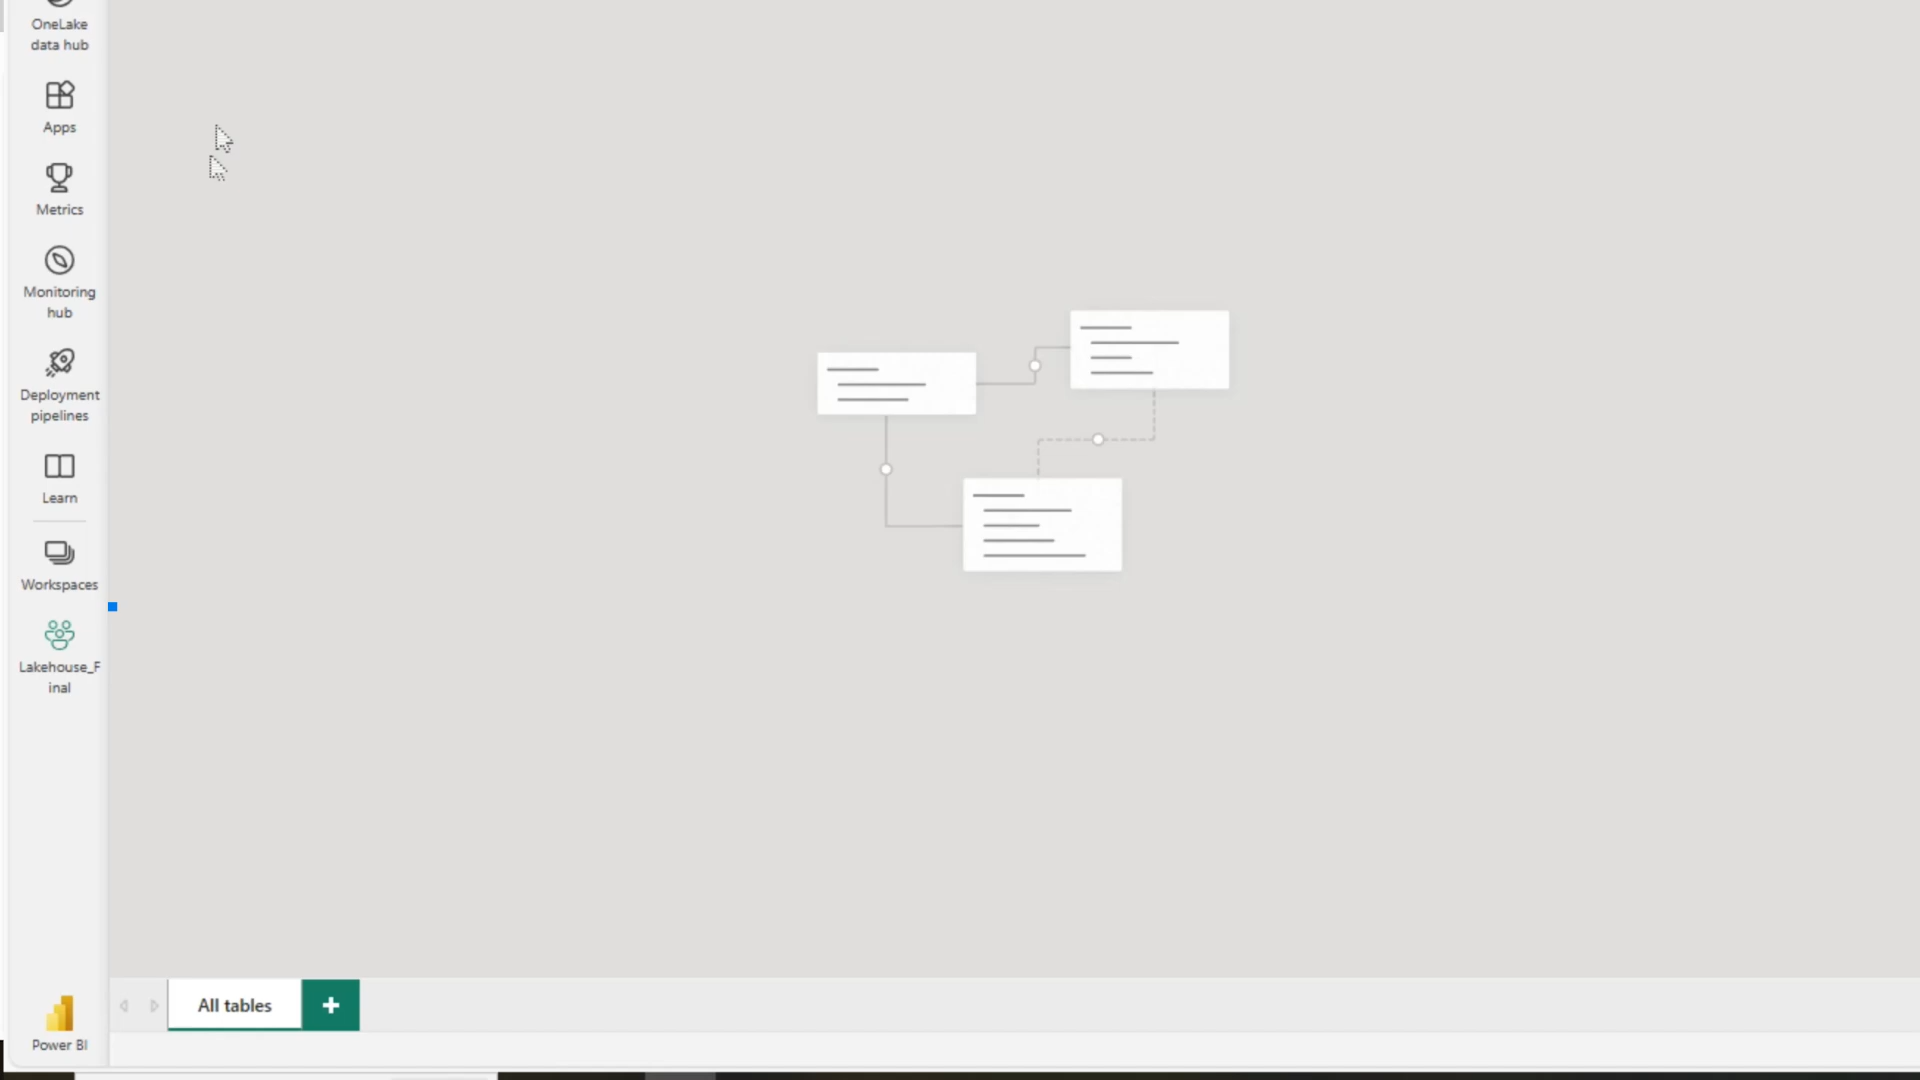 OneLake
data hub
Apps
Metrics
Monitoring
hub
Deployment
pipelines
Learn
Workspaces
Lakehouse_F
inal
All tables
Power BI